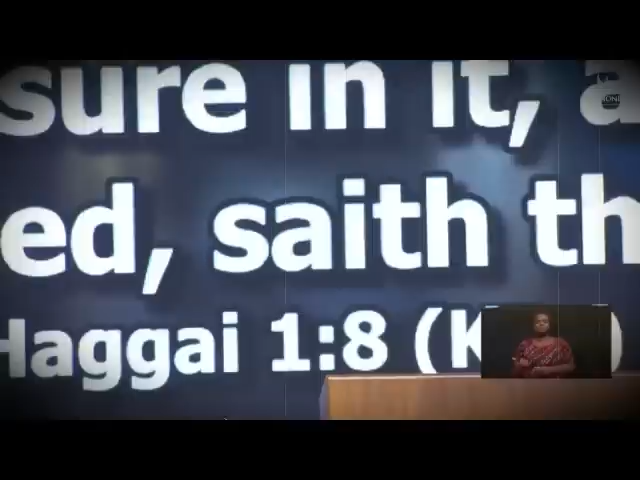 sure in it, a
ed, saith th
Haggai 1:8 (K )